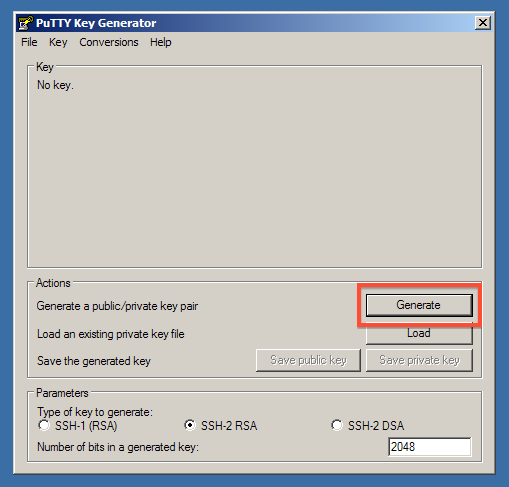 PuTTY Key Generator
File Key Conversions Help
Key
No key.
Actions
Generate a public/private key pair
Generate
Load an existing private key file
Load
Save the generated key
Save public key
Save private key
Parameters
Type of key to generate:
SSH-1 (RSA)
SSH-2 RSA
SSH-2 DSA
Number of bits in a generated key:
2048